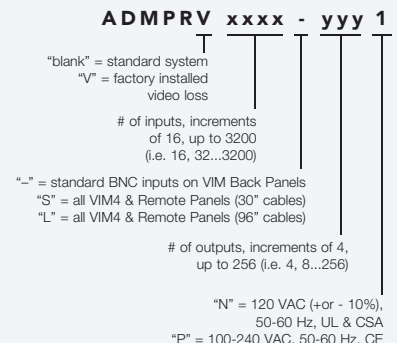 ADMPRV xxxx - yyy 1
“blank” = standard system
“V” = factory installed
video loss
# of inputs, increments
of 16, up to 3200
(i.e. 16, 32...3200)
“–” = standard BNC inputs on VIM Back Panels
“S” = all VIM4 & Remote Panels (30" cables)
“L” = all VIM4 & Remote Panels (96" cables)
# of outputs, increments of 4,
up to 256 (i.e. 4, 8...256)
“N” = 120 VAC (+or - 10%),
50-60 Hz, UL & CSA
“P” = 100-240 VAC, 50-60 Hz, CE